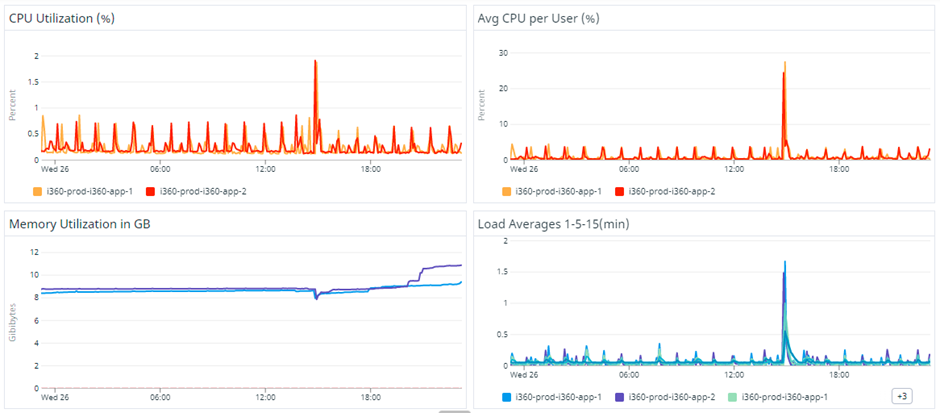 CPU Utilization (%)
Percent
2
1.5
1
0.5
0
Wed 26 06:00 12:00 18:00
i360-prod-i360-app-1 i360-prod-i360-app-2
Avg CPU per User (%)
Percent
30
20
10
0
Wed 26 06:00 12:00 18:00
i360-prod-i360-app-1 i360-prod-i360-app-2
Memory Utilization in GB
Gibibytes
12
10
8
6
4
2
0
Wed 26 06:00 12:00 18:00
Load Averages 1-5-15(min)
2
1.5
1
0.5
0
Wed 26 06:00 12:00 18:00
i360-prod-i360-app-1 i360-prod-i360-app-2 i360-prod-i360-app-1 +3